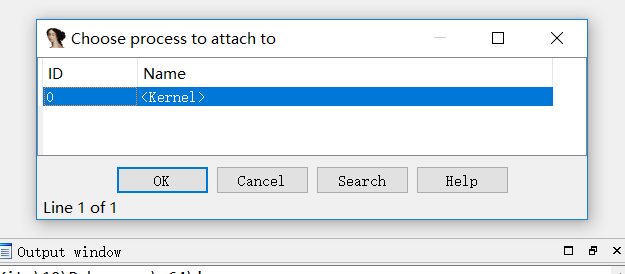 Choose process to attach to
ID Name
0 <Kernel>
OK Cancel Search Help
Line 1 of 1
Output window